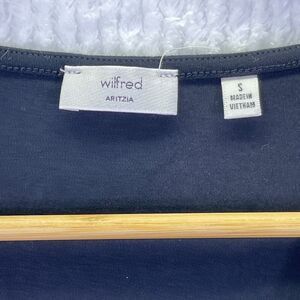 wilfred
ARITZIA
S
MADE IN
VIETNAM